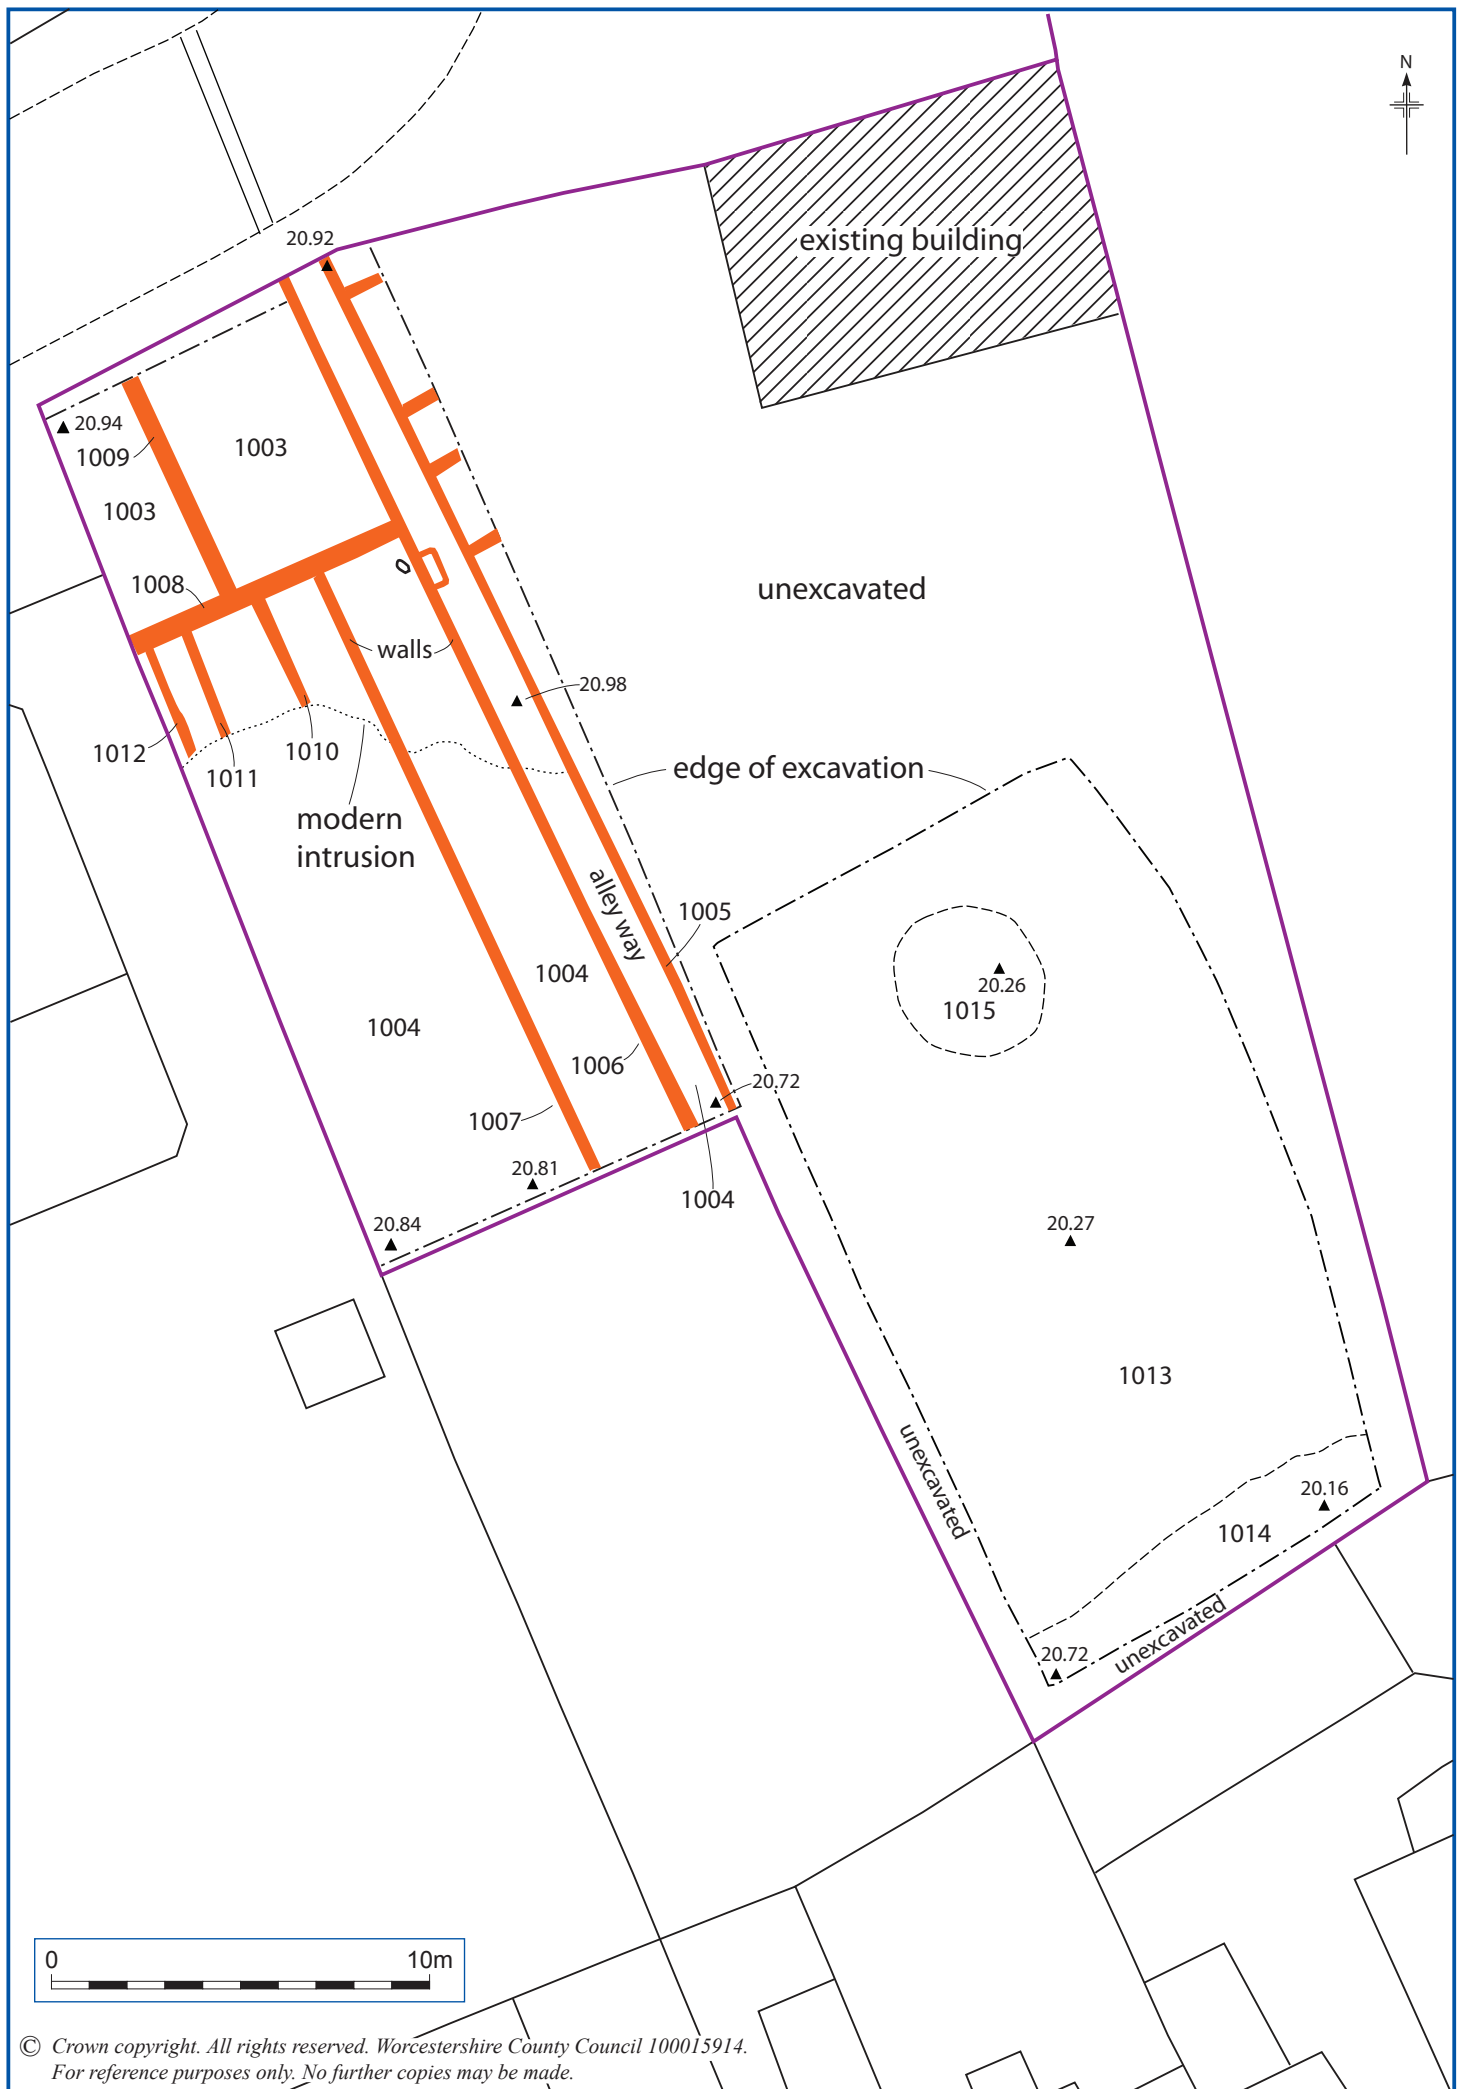 N
20.92
existing building
20.94
1009
1003
1003
1008
unexcavated
walls
20.98
1012
1010
1011
edge of excavation
modern
intrusion
alley way
1005
1004
20.26
1015
1004
1006
20.72
1007
20.81
1004
20.84
20.27
1013
unexcavated
20.16
1014
unexcavated
20.72
0 10m
© Crown copyright. All rights reserved. Worcestershire County Council 100015914.
For reference purposes only. No further copies may be made.